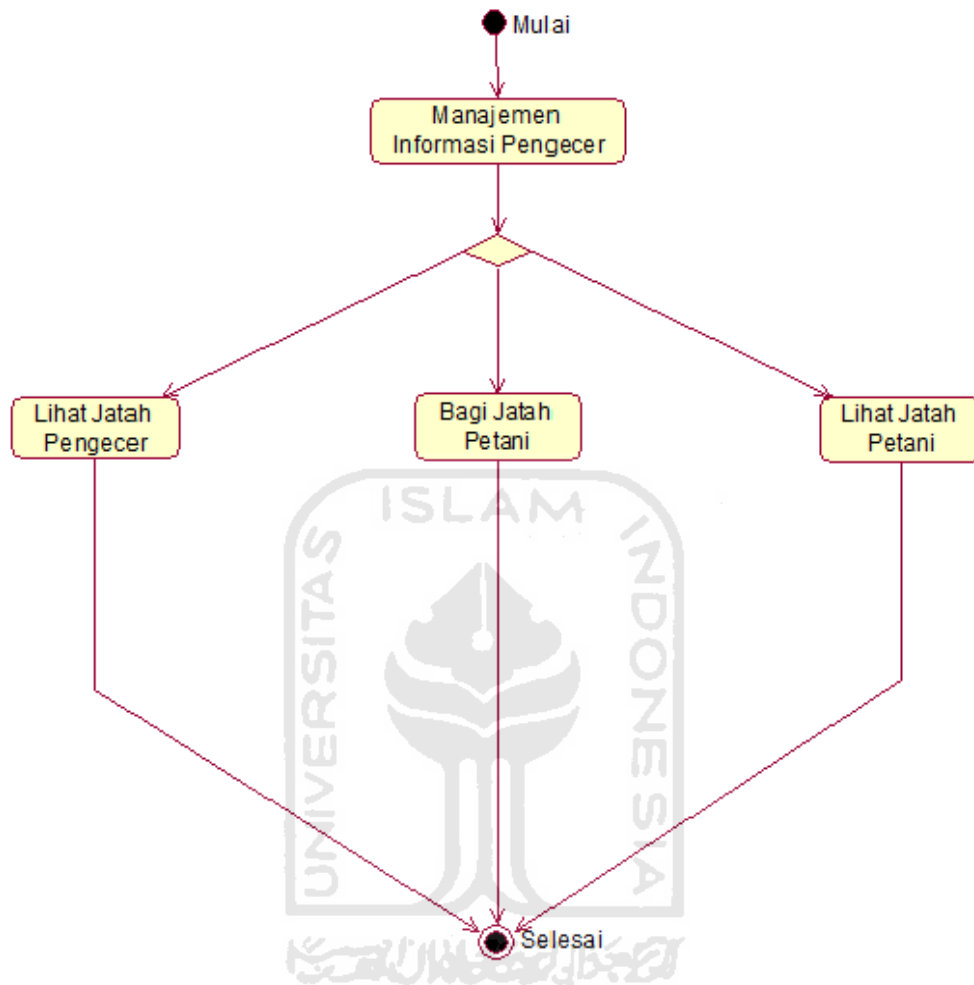 Mulai
Manajemen
Informasi Pengecer
Lihat Jatah
Pengecer
Bagi Jatah
Petani
Lihat Jatah
Petani
UNIVERSITAS
ISLAM
INDONESIA
Selesai